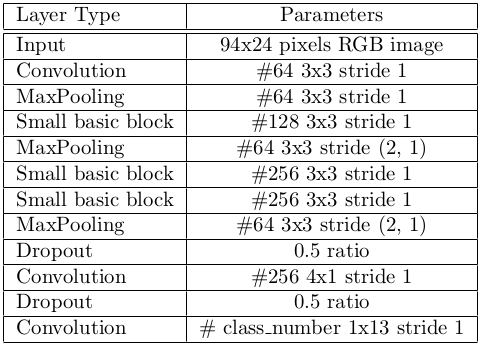 Layer Type Parameters
Input 94x24 pixels RGB image
Convolution #64 3x3 stride 1
MaxPooling #64 3x3 stride 1
Small basic block #128 3x3 stride 1
MaxPooling #64 3x3 stride (2, 1)
Small basic block #256 3x3 stride 1
Small basic block #256 3x3 stride 1
MaxPooling #64 3x3 stride (2, 1)
Dropout 0.5 ratio
Convolution #256 4x1 stride 1
Dropout 0.5 ratio
Convolution # class_number 1x13 stride 1